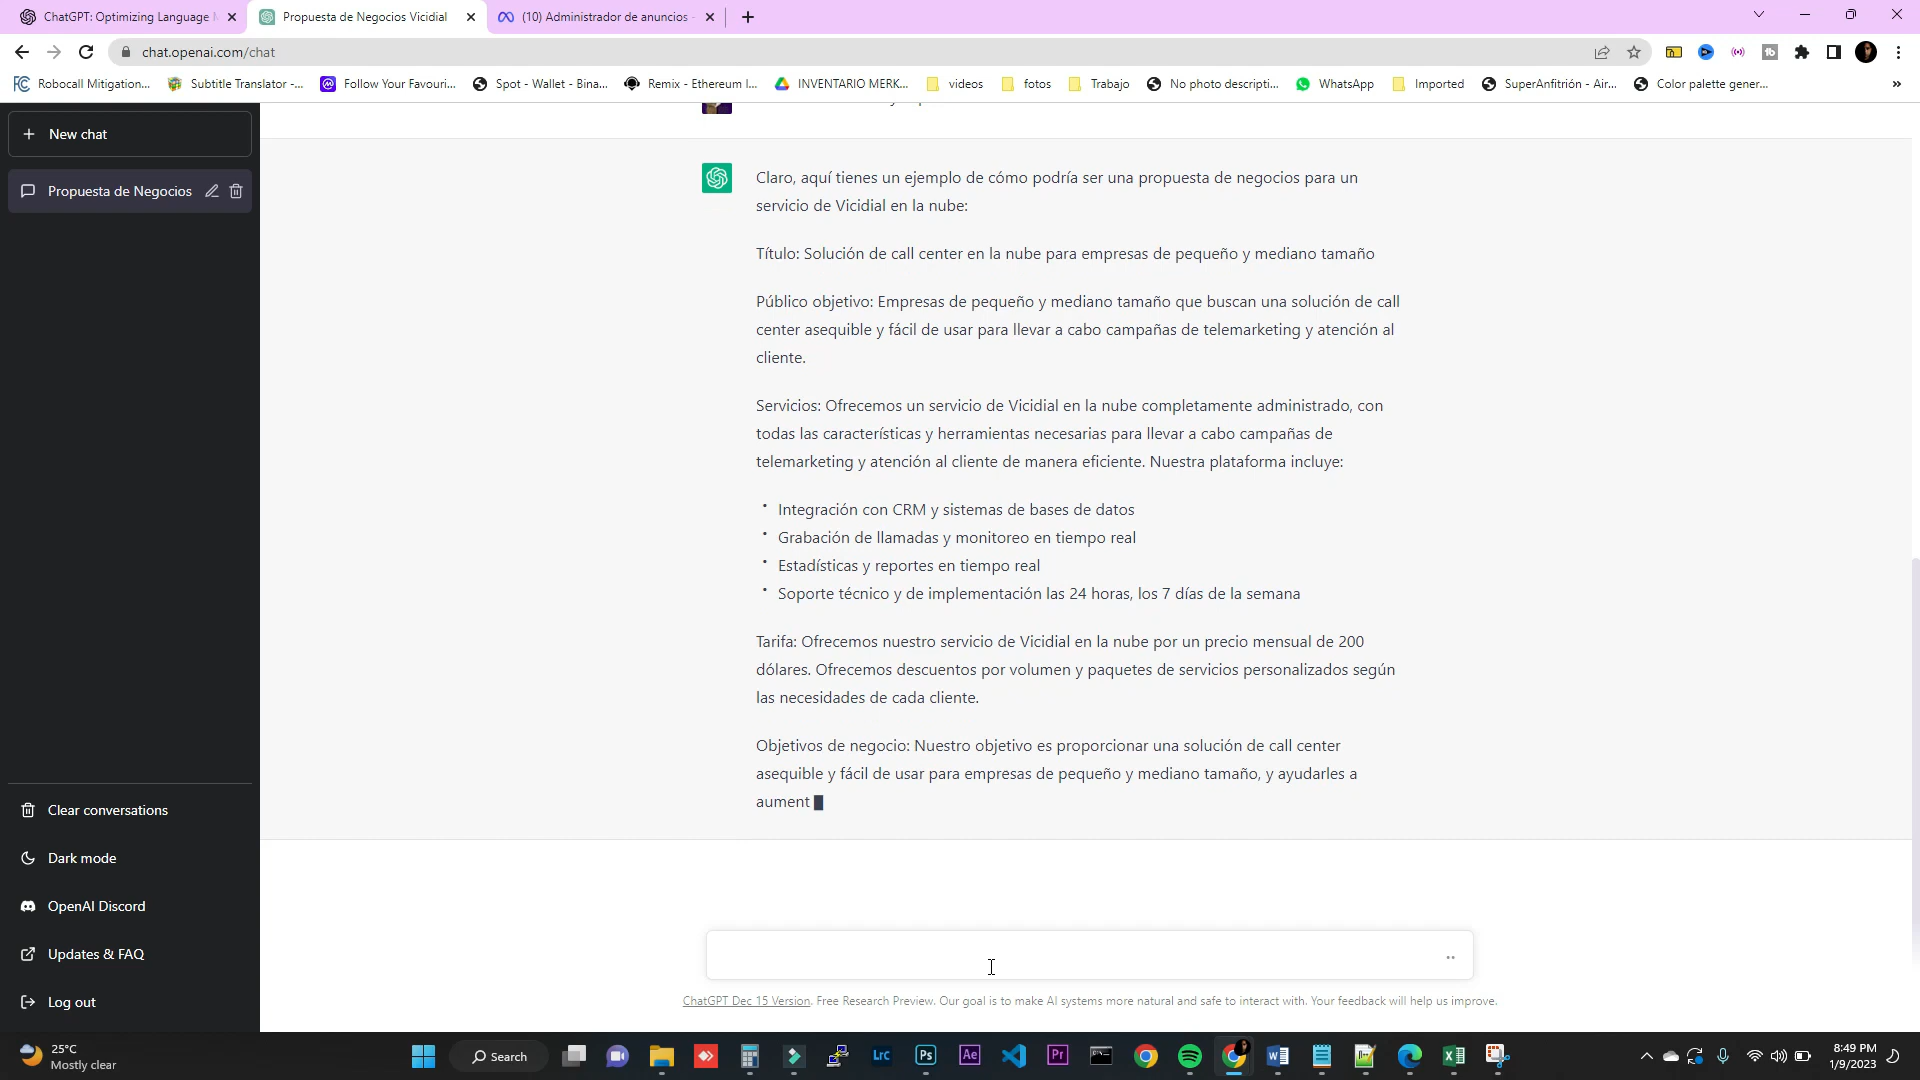 ChatGPT: Optimizing Language
Propuesta de Negocios Vicidial
(10) Administrador de anuncios
chat.openai.com/chat
Robocall Mitigation...
Subtitle Translator -...
Follow Your Favouri...
Spot - Wallet - Bina...
Remix - Ethereum I...
INVENTARIO MERK...
videos
fotos
Trabajo
No photo descripti...
WhatsApp
Imported
SuperAnfitrión - Air...
Color palette gener...
»
+ New chat
Propuesta de Negocios
Claro, aquí tienes un ejemplo de cómo podría ser una propuesta de negocios para un
servicio de Vicidial en la nube:
Título: Solución de call center en la nube para empresas de pequeño y mediano tamaño
Público objetivo: Empresas de pequeño y mediano tamaño que buscan una solución de call
center asequible y fácil de usar para llevar a cabo campañas de telemarketing y atención al
cliente.
Servicios: Ofrecemos un servicio de Vicidial en la nube completamente administrado, con
todas las características y herramientas necesarias para llevar a cabo campañas de
telemarketing y atención al cliente de manera eficiente. Nuestra plataforma incluye:
• Integración con CRM y sistemas de bases de datos
• Grabación de llamadas y monitoreo en tiempo real
• Estadísticas y reportes en tiempo real
• Soporte técnico y de implementación las 24 horas, los 7 días de la semana
Tarifa: Ofrecemos nuestro servicio de Vicidial en la nube por un precio mensual de 200
dólares. Ofrecemos descuentos por volumen y paquetes de servicios personalizados según
las necesidades de cada cliente.
Objetivos de negocio: Nuestro objetivo es proporcionar una solución de call center
asequible y fácil de usar para empresas de pequeño y mediano tamaño, y ayudarles a
aument
Clear conversations
Dark mode
OpenAI Discord
Updates & FAQ
Log out
ChatGPT Dec 15 Version. Free Research Preview. Our goal is to make AI systems more natural and safe to interact with. Your feedback will help us improve.
25°C
Mostly clear
Search
Lrc
Ps
Ae
Pr
8:49 PM
1/9/2023